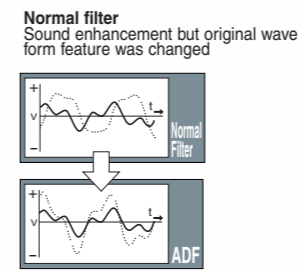 Normal filter
Sound enhancement but original wave
form feature was changed
+
t
v
Normal
Filter
−
+
t
v
ADF
−